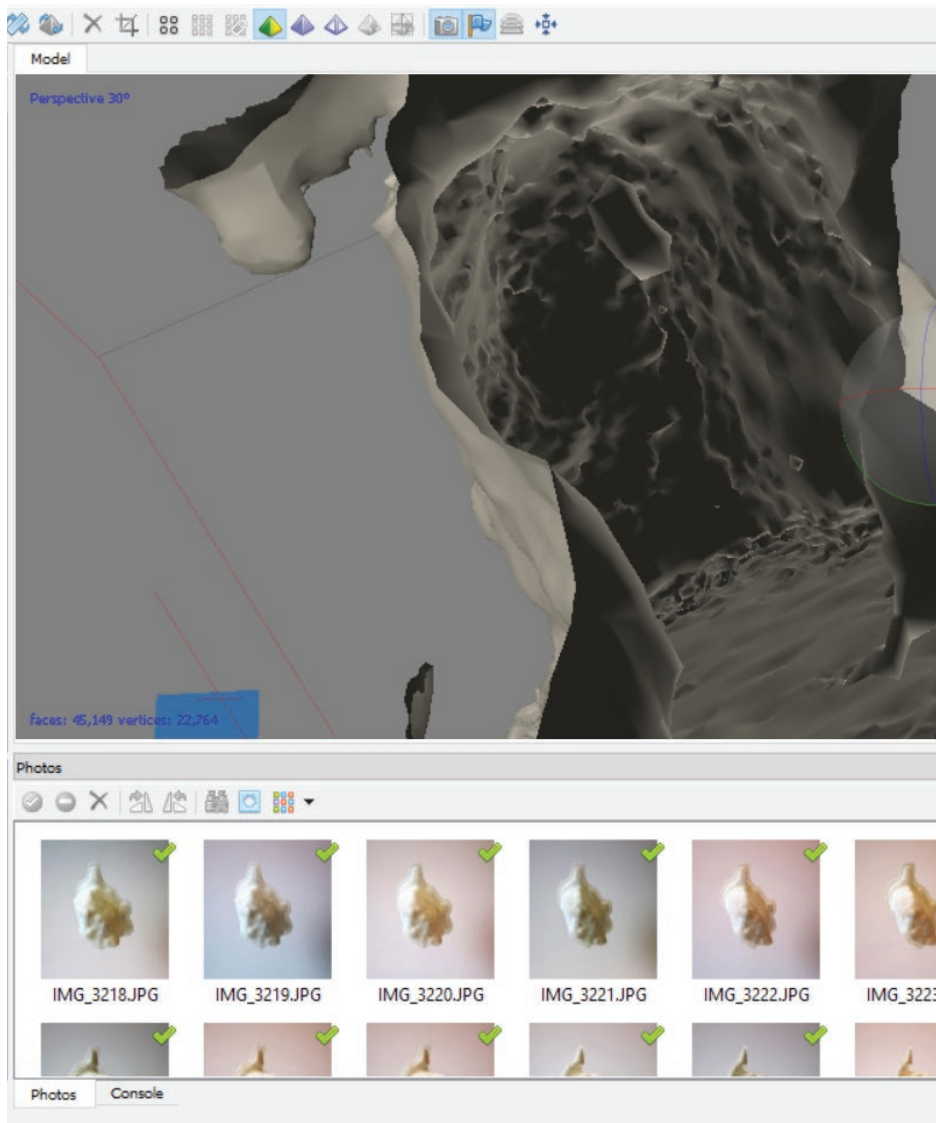 Model
Perspective 30°
faces: 45,149 vertices: 22,764
Photos
IMG_3218.JPG IMG_3219.JPG IMG_3220.JPG IMG_3221.JPG IMG_3222.JPG IMG_3223
Photos Console